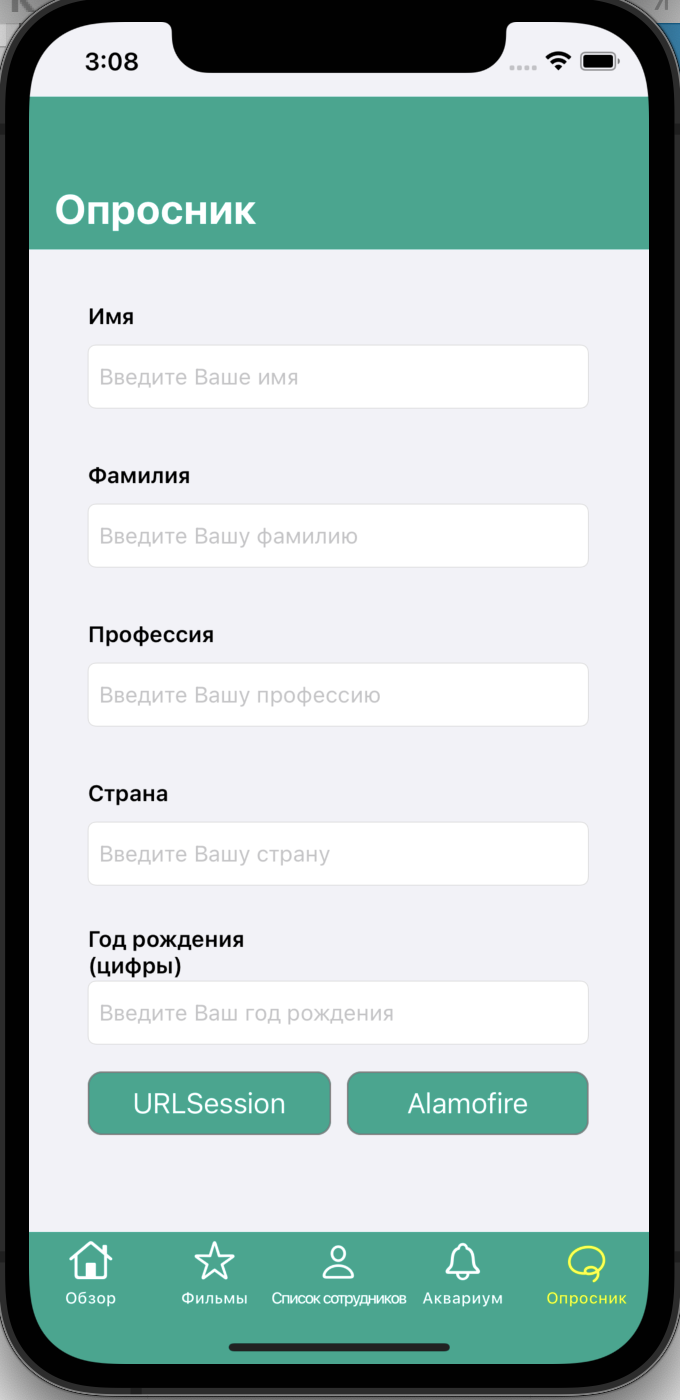 3:08
Опросник
Имя
Введите Ваше имя
Фамилия
Введите Вашу фамилию
Профессия
Введите Вашу профессию
Страна
Введите Вашу страну
Год рождения
(цифры)
Введите Ваш год рождения
URLSession Alamofire
Обзор Фильмы Список сотрудников Аквариум Опросник